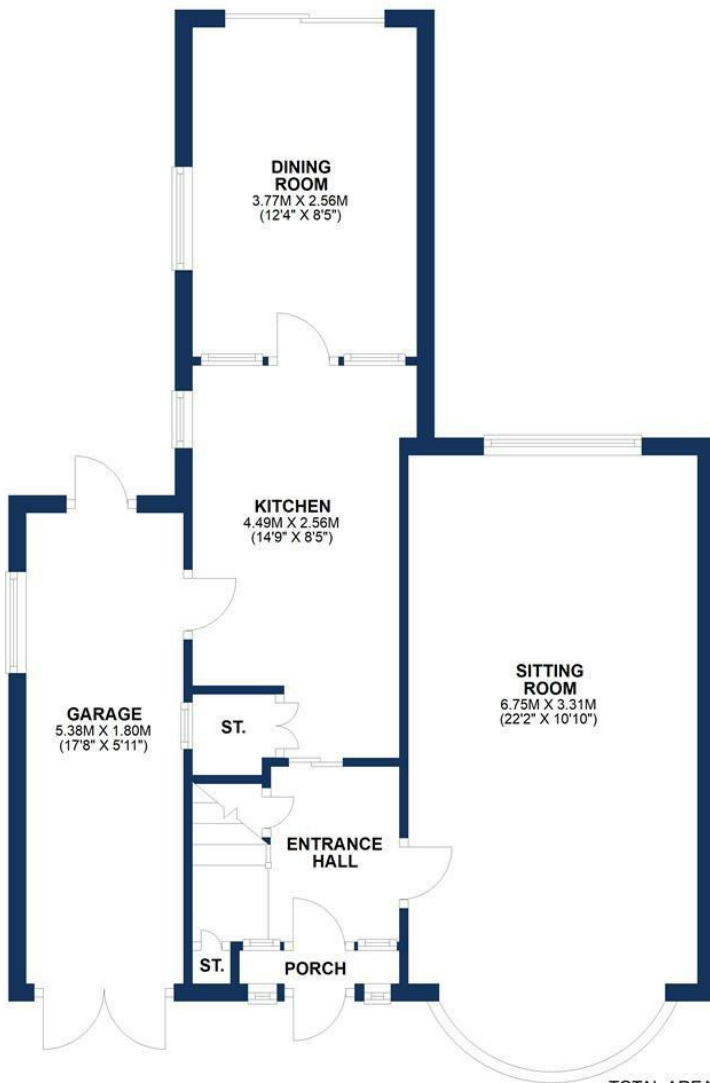 DINING
ROOM
3.77M X 2.56M
(12'4" X 8'5")
KITCHEN
4.49M X 2.56M
(14'9" X 8'5")
SITTING
ROOM
6.75M X 3.31M
(22'2" X 10'10")
GARAGE
5.38M X 1.80M
(17'8" X 5'11")
ST.
ENTRANCE
HALL
ST.
PORCH
TOTAL AREA